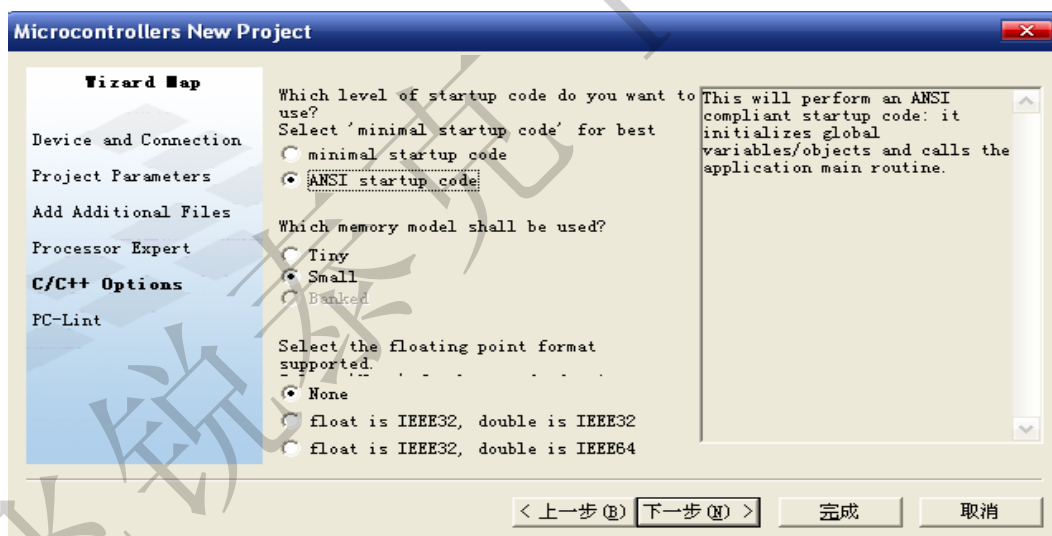 Microcontrollers New Project
Wizard Map
Device and Connection
Project Parameters
Add Additional Files
Processor Expert
C/C++ Options
PC-Lint
Which level of startup code do you want to
use?
Select 'minimal startup code' for best
minimal startup code
ANSI startup code
Which memory model shall be used?
Tiny
Small
Banked
Select the floating point format
supported.
None
float is IEEE32, double is IEEE32
float is IEEE32, double is IEEE64
This will perform an ANSI
compliant startup code: it
initializes global
variables/objects and calls the
application main routine.
< 上一步(B)
下一步(N) >
完成
取消